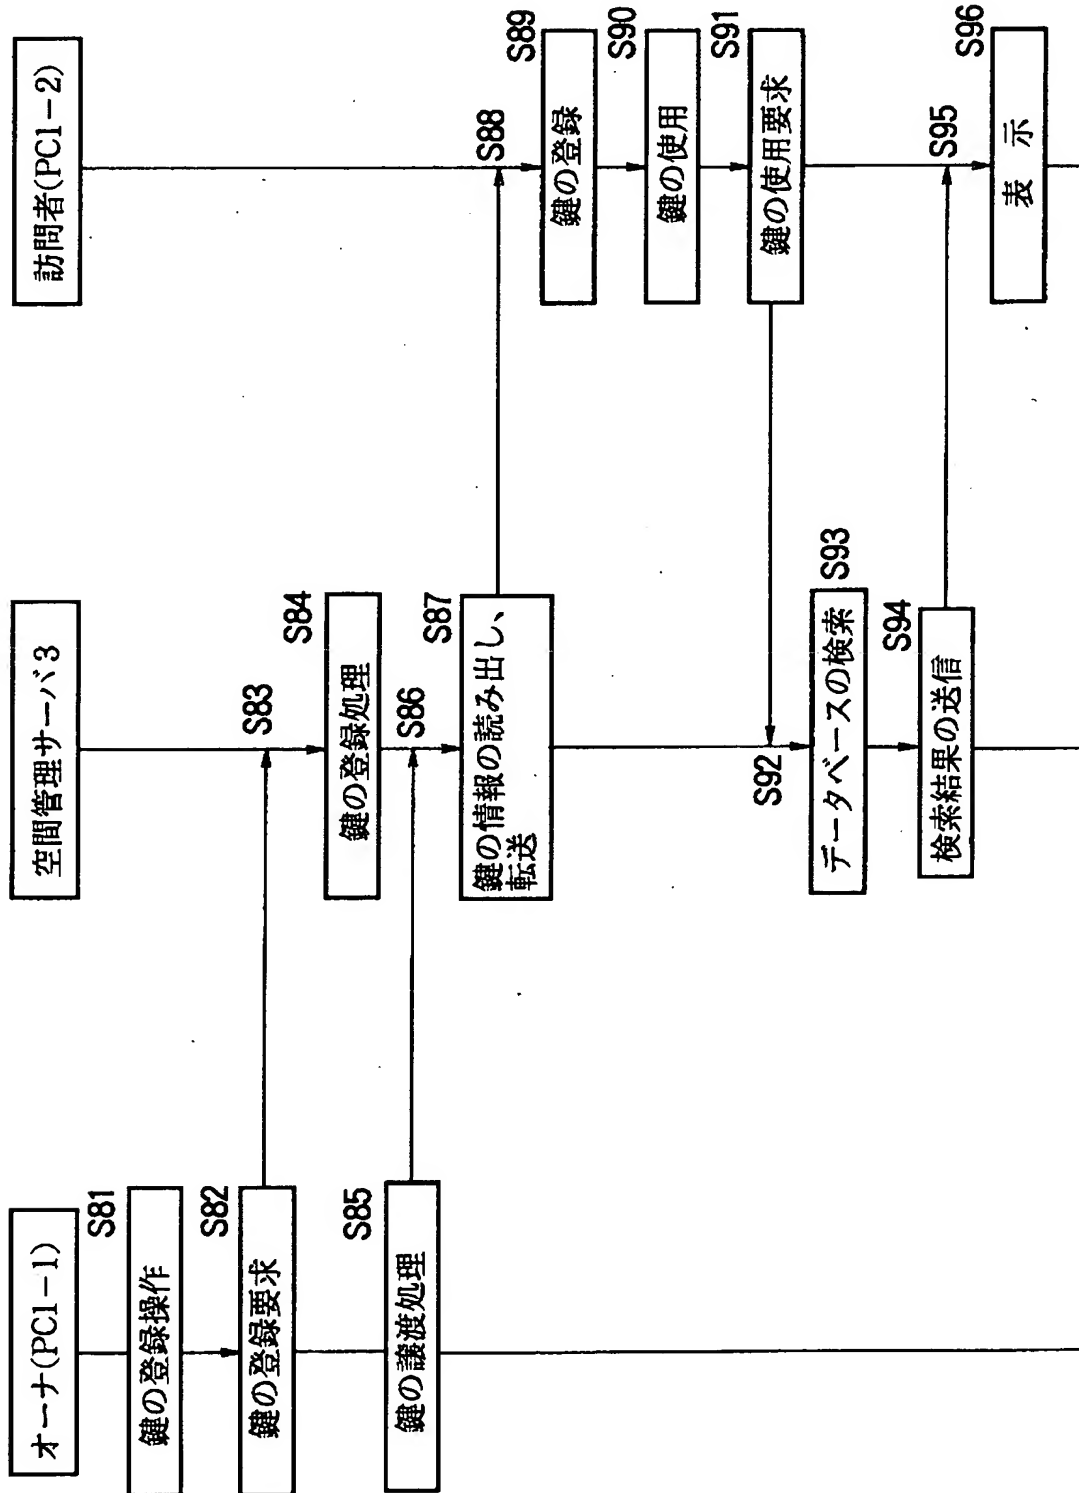 オーナ(PC1-1)
空間管理サーバ3
訪問者(PC1-2)
S81
鍵の登録操作
S82
鍵の登録要求
S83
S84
鍵の登録処理
S85
鍵の譲渡処理
S86
S87
鍵の情報の読み出し、
転送
S88
S89
鍵の登録
S90
鍵の使用
S91
鍵の使用要求
S92
S93
データベースの検索
S94
検索結果の送信
S95
S96
表 示